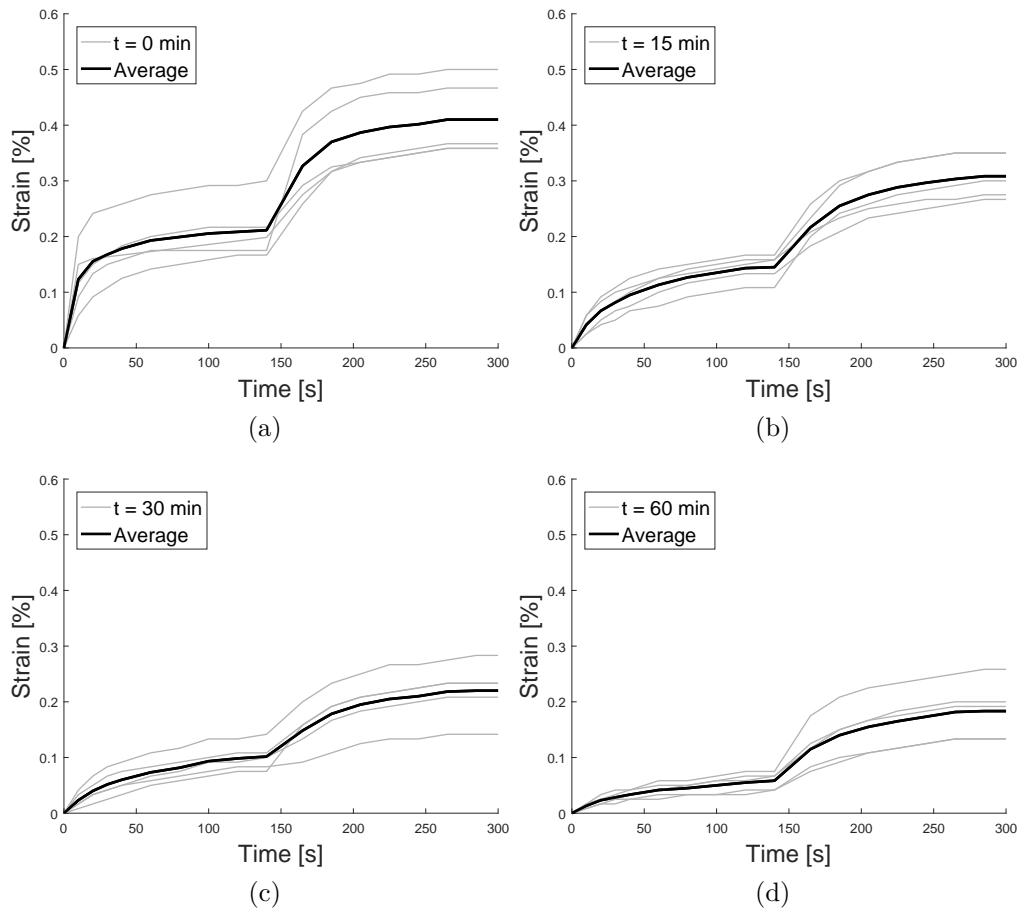 0.6
0.5
0.4
0.3
0.2
0.1
0
Strain [%]
t = 0 min
Average
0 50 100 150 200 250 300
Time [s]
(a)
0.6
0.5
0.4
0.3
0.2
0.1
0
Strain [%]
t = 15 min
Average
0 50 100 150 200 250 300
Time [s]
(b)
0.6
0.5
0.4
0.3
0.2
0.1
0
Strain [%]
t = 30 min
Average
0 50 100 150 200 250 300
Time [s]
(c)
0.6
0.5
0.4
0.3
0.2
0.1
0
Strain [%]
t = 60 min
Average
0 50 100 150 200 250 300
Time [s]
(d)